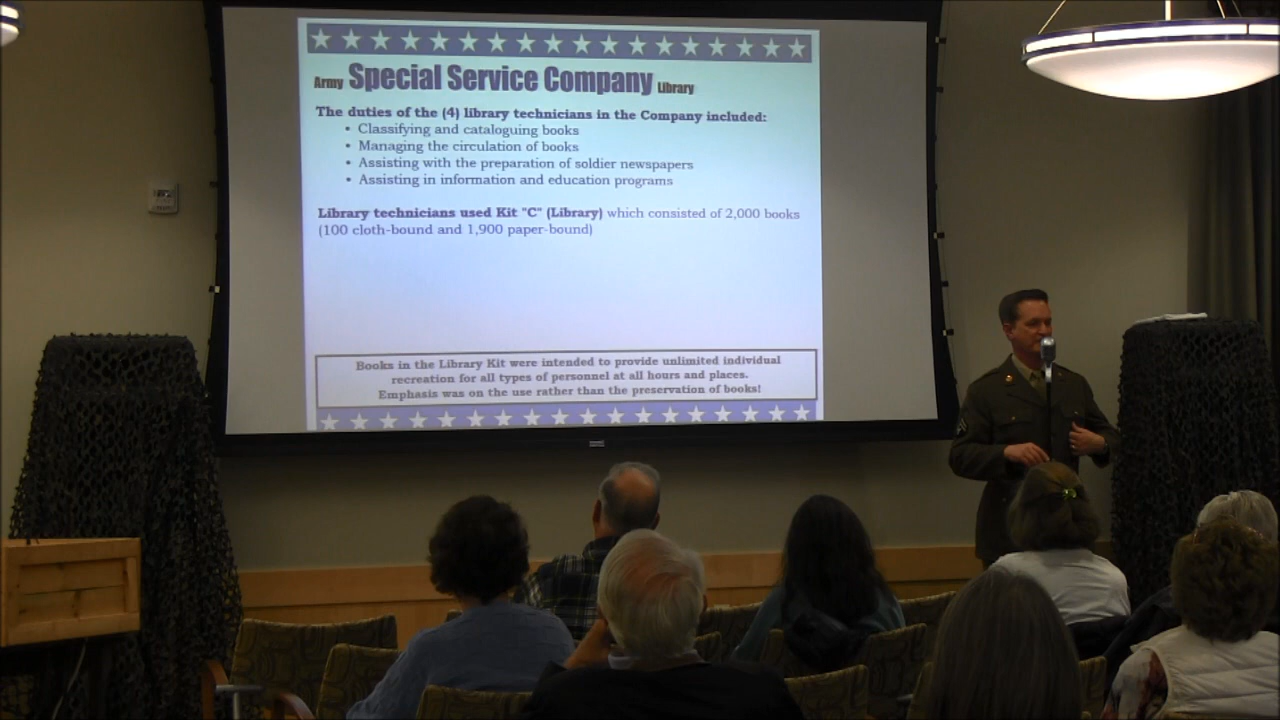 Army Special Service Company Library
The duties of the (4) library technicians in the Company included:
• Classifying and cataloguing books
• Managing the circulation of books
• Assisting with the preparation of soldier newspapers
• Assisting in information and education programs
Library technicians used Kit "C" (Library) which consisted of 2,000 books
(100 cloth-bound and 1,900 paper-bound)
Books in the Library Kit were intended to provide unlimited individual
recreation for all types of personnel at all hours and places.
Emphasis was on the use rather than the preservation of books!